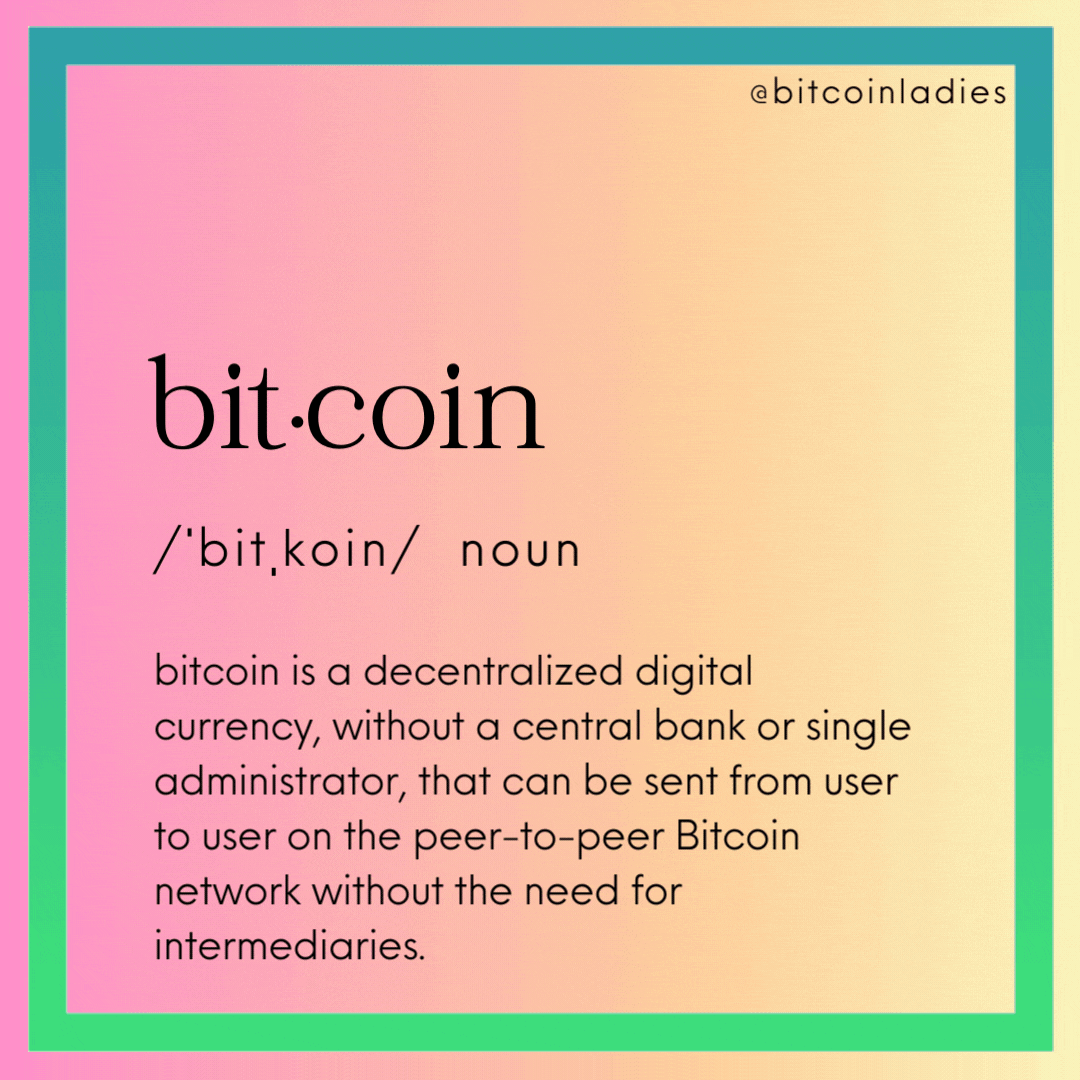 @bitcoinladies
bit·coin
/ˈbitˌkoin/ noun
bitcoin is a decentralized digital
currency, without a central bank or single
administrator, that can be sent from user
to user on the peer-to-peer Bitcoin
network without the need for
intermediaries.